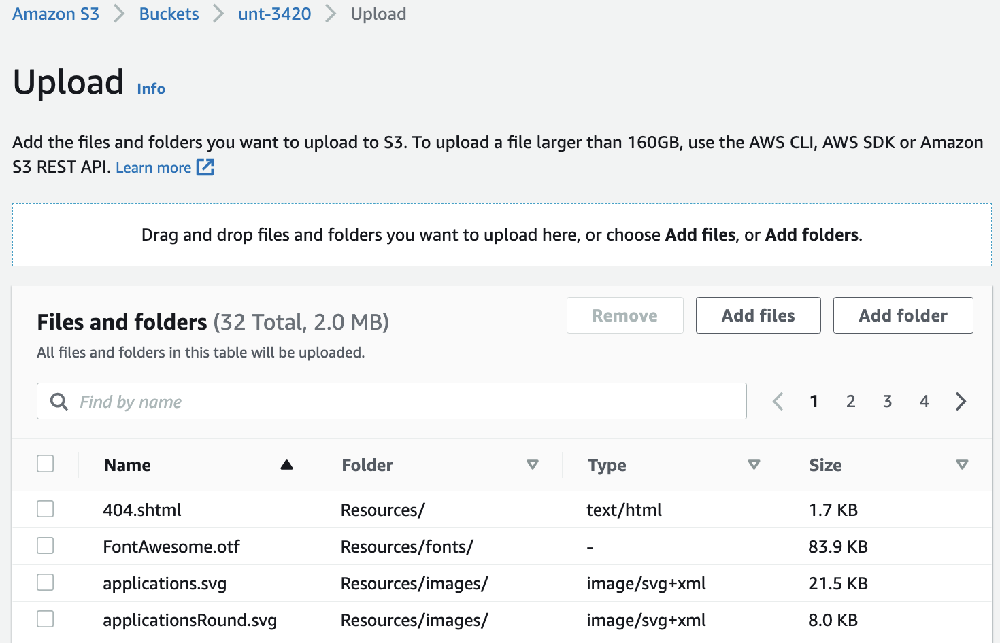 Amazon S3 > Buckets > unt-3420 > Upload
Upload Info
Add the files and folders you want to upload to S3. To upload a file larger than 160GB, use the AWS CLI, AWS SDK or Amazon
S3 REST API. Learn more
Drag and drop files and folders you want to upload here, or choose Add files, or Add folders.
Files and folders (32 Total, 2.0 MB) Remove Add files Add folder
All files and folders in this table will be uploaded.
Find by name < 1 2 3 4 >
Name Folder Type Size
404.shtml Resources/ text/html 1.7 KB
FontAwesome.otf Resources/fonts/ - 83.9 KB
applications.svg Resources/images/ image/svg+xml 21.5 KB
applicationsRound.svg Resources/images/ image/svg+xml 8.0 KB